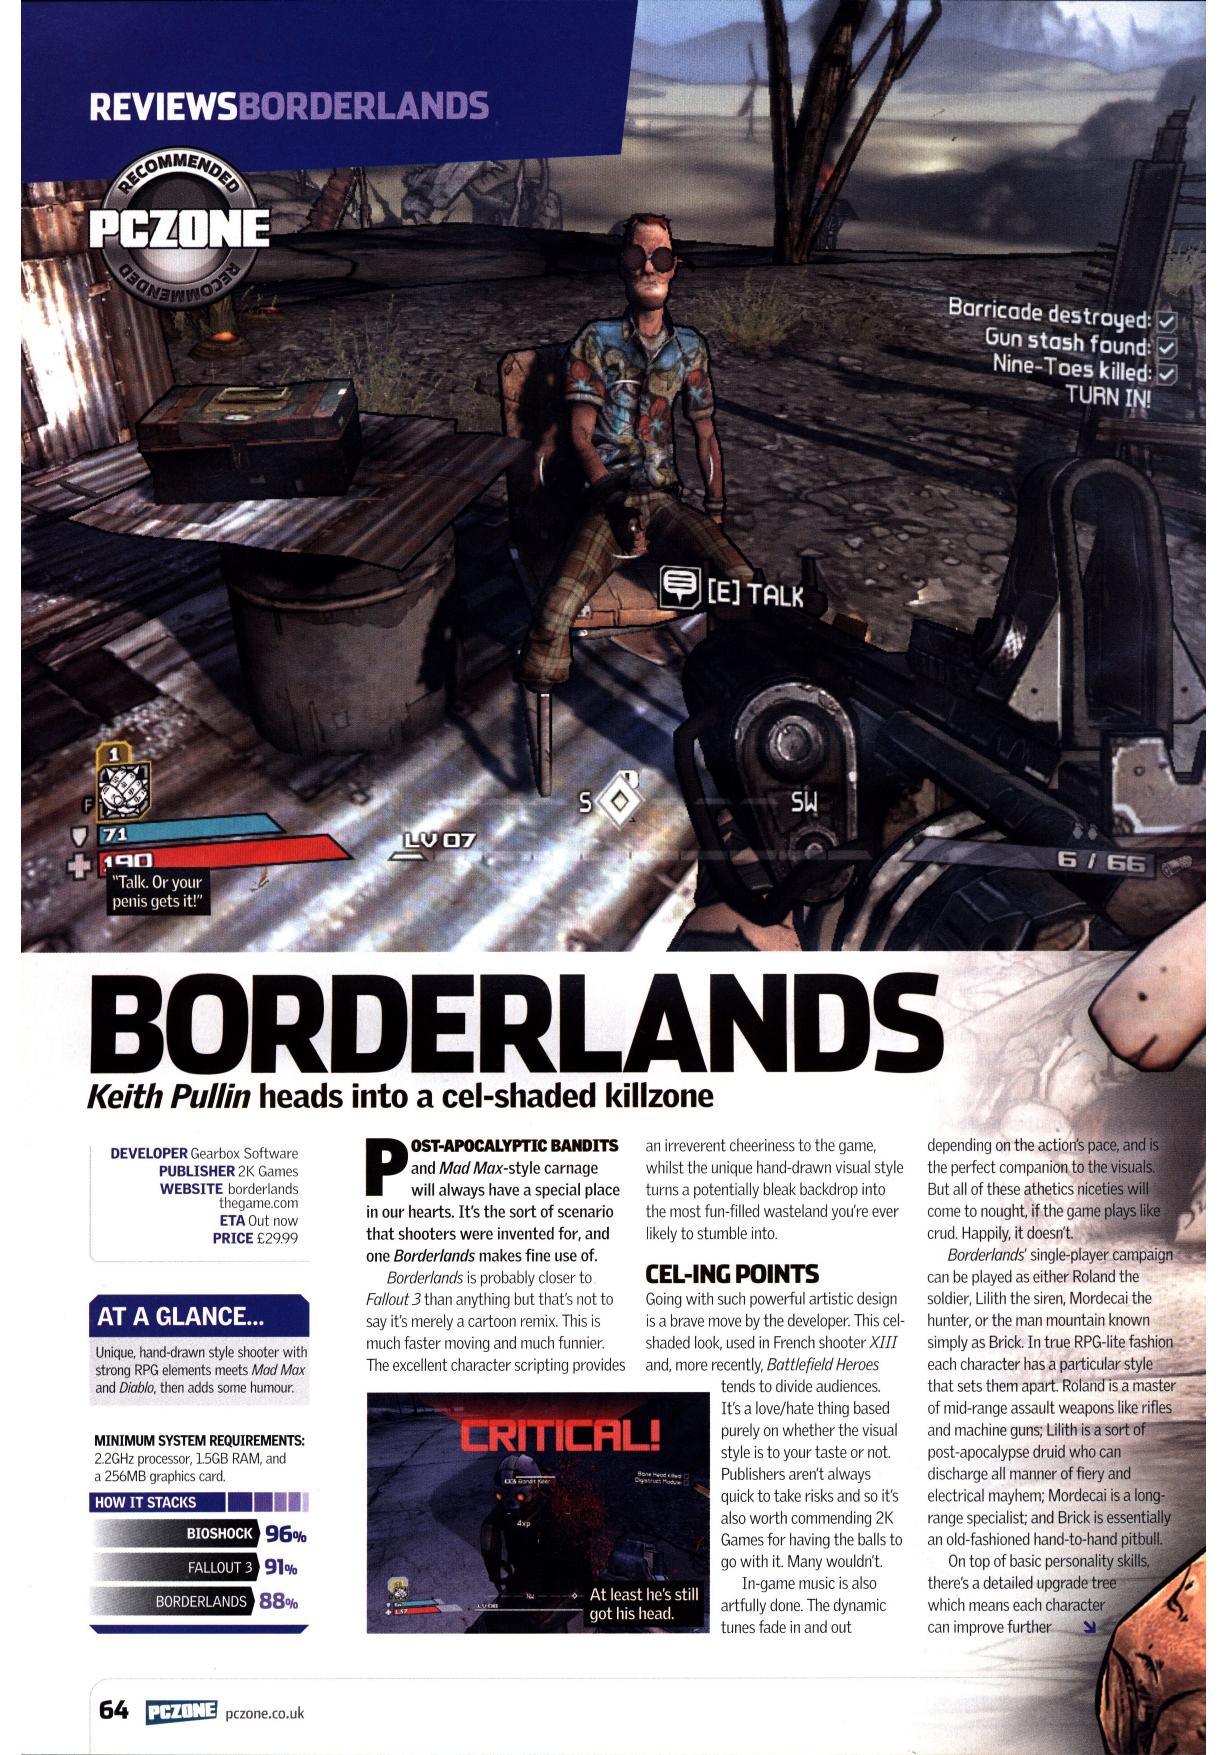 REVIEWSBORDERLANDS
RECOMMENDED
PCZONE
RECOMMENDED
Barricade destroyed:
Gun stash found:
Nine-Toes killed:
TURN IN!
[E] TALK
1
F
71
190
LV 07
S
SW
6 / 66
"Talk. Or your
penis gets it!"
BORDERLANDS
Keith Pullin heads into a cel-shaded killzone
DEVELOPER Gearbox Software
PUBLISHER 2K Games
WEBSITE borderlands
thegame.com
ETA Out now
PRICE £29.99
AT A GLANCE...
Unique, hand-drawn style shooter with
strong RPG elements meets Mad Max
and Diablo, then adds some humour.
MINIMUM SYSTEM REQUIREMENTS:
2.2GHz processor, 1.5GB RAM, and
a 256MB graphics card.
HOW IT STACKS
BIOSHOCK 96%
FALLOUT 3 91%
BORDERLANDS 88%
POST-APOCALYPTIC BANDITS
and Mad Max-style carnage
will always have a special place
in our hearts. It's the sort of scenario
that shooters were invented for, and
one Borderlands makes fine use of.
Borderlands is probably closer to
Fallout 3 than anything but that's not to
say it's merely a cartoon remix. This is
much faster moving and much funnier.
The excellent character scripting provides
CRITICAL!
Bandit Killer
Bone Head killed:
Digistruct Module:
4xp
At least he's still
got his head.
an irreverent cheeriness to the game,
whilst the unique hand-drawn visual style
turns a potentially bleak backdrop into
the most fun-filled wasteland you're ever
likely to stumble into.
CEL-ING POINTS
Going with such powerful artistic design
is a brave move by the developer. This cel-
shaded look, used in French shooter XIII
and, more recently, Battlefield Heroes
tends to divide audiences.
It's a love/hate thing based
purely on whether the visual
style is to your taste or not.
Publishers aren't always
quick to take risks and so it's
also worth commending 2K
Games for having the balls to
go with it. Many wouldn't.
In-game music is also
artfully done. The dynamic
tunes fade in and out
depending on the action's pace, and is
the perfect companion to the visuals.
But all of these athetics niceties will
come to nought, if the game plays like
crud. Happily, it doesn't.
Borderlands' single-player campaign
can be played as either Roland the
soldier, Lilith the siren, Mordecai the
hunter, or the man mountain known
simply as Brick. In true RPG-lite fashion
each character has a particular style
that sets them apart. Roland is a master
of mid-range assault weapons like rifles
and machine guns; Lilith is a sort of
post-apocalypse druid who can
discharge all manner of fiery and
electrical mayhem; Mordecai is a long-
range specialist; and Brick is essentially
an old-fashioned hand-to-hand pitbull.
On top of basic personality skills,
there's a detailed upgrade tree
which means each character
can improve further
64 PCZONE pczone.co.uk